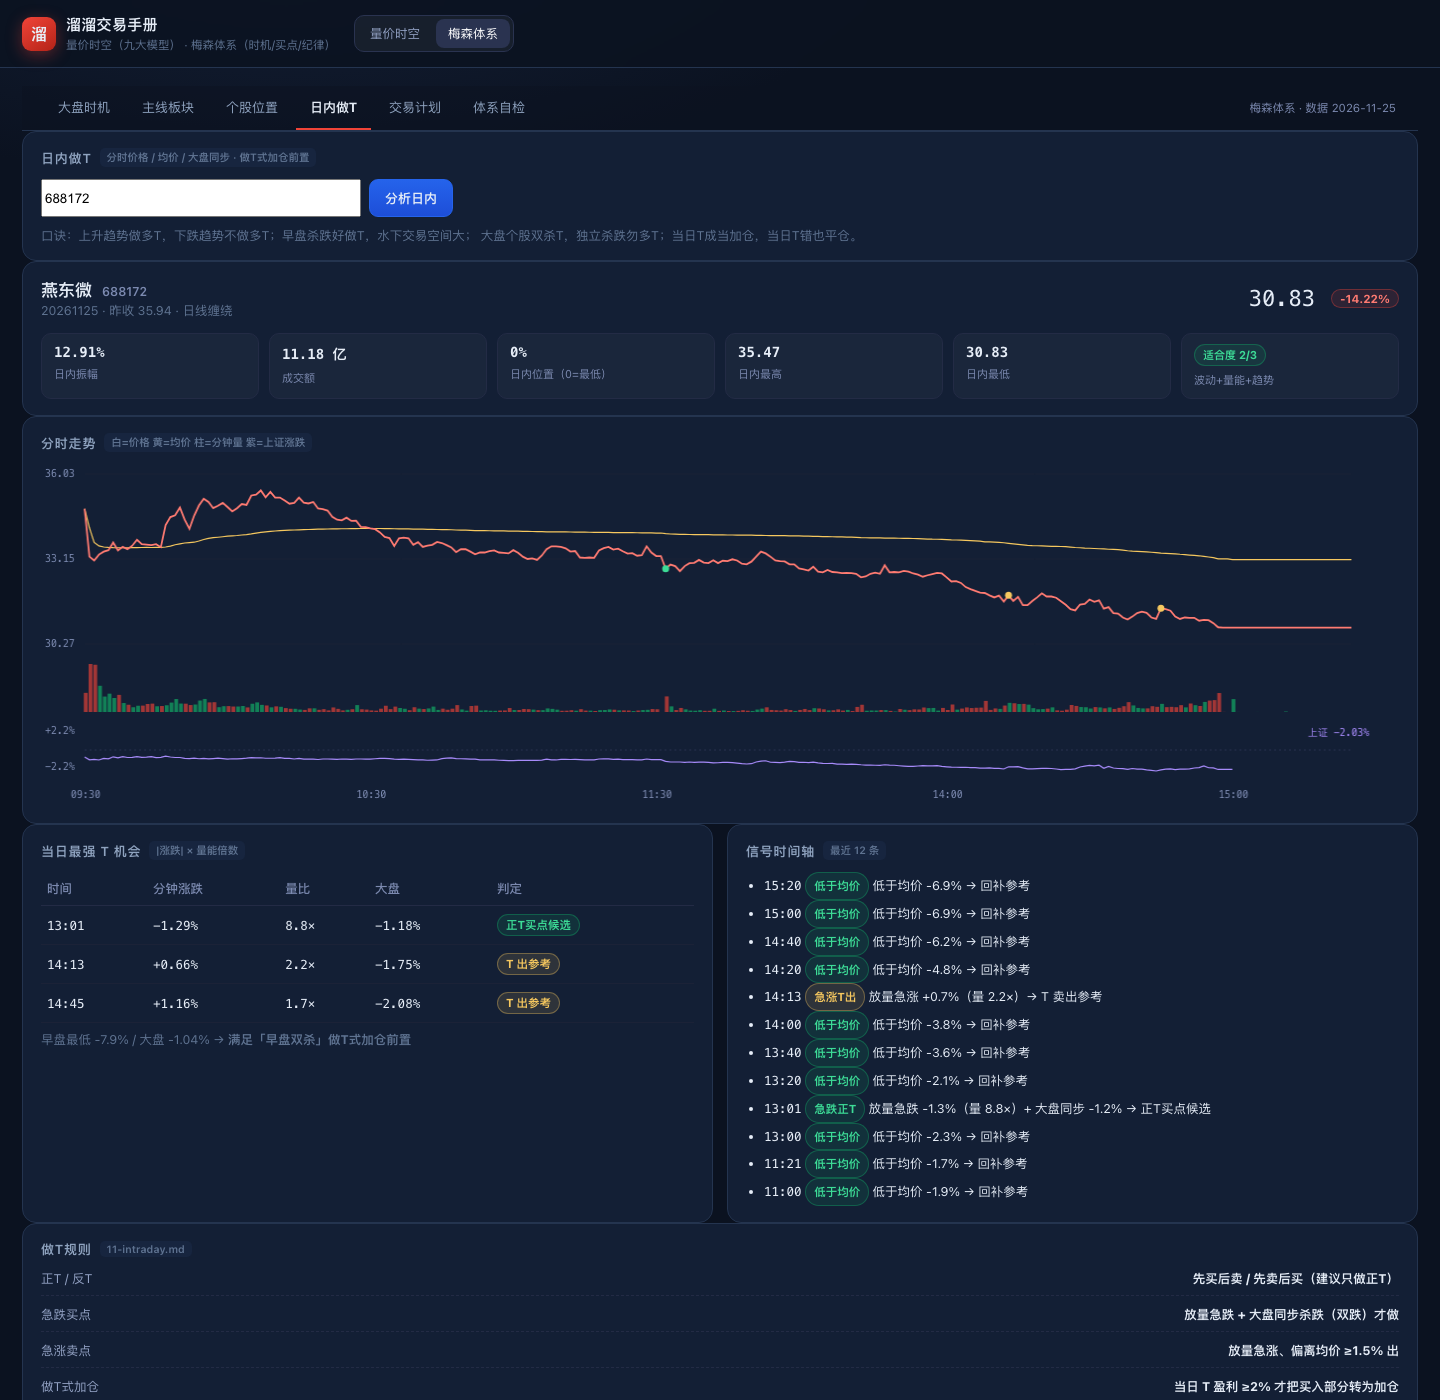 溜
溜溜交易手册
量价时空（九大模型） · 梅森体系（时机/买点/纪律）
量价时空 梅森体系
大盘时机 主线板块 个股位置 日内做T 交易计划 体系自检
梅森体系 · 数据 2026-11-25
日内做T 分时价格 / 均价 / 大盘同步 · 做T式加仓前置
688172 分析日内
口诀：上升趋势做多T，下跌趋势不做多T；早盘杀跌好做T，水下交易空间大； 大盘个股双杀T，独立杀跌勿多T；当日T成当加仓，当日T错也平仓。
燕东微 688172
20261125 · 昨收 35.94 · 日线缠绕
30.83 -14.22%
12.91%
日内振幅
11.18 亿
成交额
0%
日内位置（0=最低）
35.47
日内最高
30.83
日内最低
适合度 2/3
波动+量能+趋势
分时走势 白=价格 黄=均价 柱=分钟量 紫=上证涨跌
36.03
33.15
30.27
+2.2%
上证 −2.03%
−2.2%
09:30 10:30 11:30 14:00 15:00
当日最强 T 机会 |涨跌| × 量能倍数
时间 分钟涨跌 量比 大盘 判定
13:01 −1.29% 8.8× −1.18% 正T买点候选
14:13 +0.66% 2.2× −1.75% T 出参考
14:45 +1.16% 1.7× −2.08% T 出参考
早盘最低 -7.9% / 大盘 -1.04% → 满足「早盘双杀」做T式加仓前置
信号时间轴 最近 12 条
• 15:20 低于均价 低于均价 -6.9% → 回补参考
• 15:00 低于均价 低于均价 -6.9% → 回补参考
• 14:40 低于均价 低于均价 -6.2% → 回补参考
• 14:20 低于均价 低于均价 -4.8% → 回补参考
• 14:13 急涨T出 放量急涨 +0.7%（量 2.2×）→ T 卖出参考
• 14:00 低于均价 低于均价 -3.8% → 回补参考
• 13:40 低于均价 低于均价 -3.6% → 回补参考
• 13:20 低于均价 低于均价 -2.1% → 回补参考
• 13:01 急跌正T 放量急跌 -1.3%（量 8.8×）+ 大盘同步 -1.2% → 正T买点候选
• 13:00 低于均价 低于均价 -2.3% → 回补参考
• 11:21 低于均价 低于均价 -1.7% → 回补参考
• 11:00 低于均价 低于均价 -1.9% → 回补参考
做T规则 11-intraday.md
正T / 反T 先买后卖 / 先卖后买（建议只做正T）
急跌买点 放量急跌 + 大盘同步杀跌（双跌）才做
急涨卖点 放量急涨、偏离均价 ≥1.5% 出
做T式加仓 当日 T 盈利 ≥2% 才把买入部分转为加仓